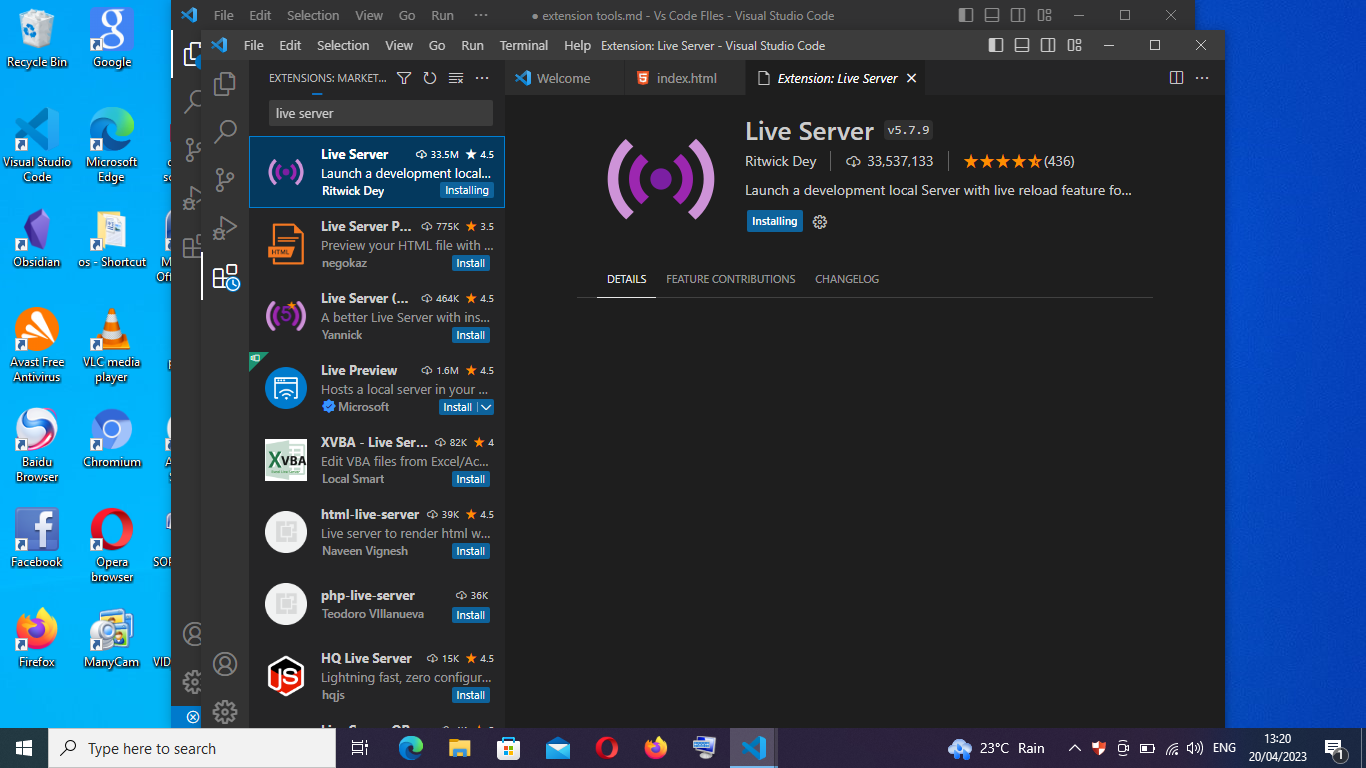 File Edit Selection View Go Run ··· ● extension tools.md - Vs Code FIles - Visual Studio Code
File Edit Selection View Go Run Terminal Help Extension: Live Server - Visual Studio Code
EXTENSIONS: MARKET...
Welcome
index.html
Extension: Live Server
live server
Live Server 33.5M 4.5
Launch a development local...
Ritwick Dey Installing
Live Server P... 775K 3.5
Preview your HTML file with ...
negokaz Install
Live Server (... 464K 4.5
A better Live Server with ins...
Yannick Install
Live Preview 1.6M 4.5
Hosts a local server in your ...
Microsoft Install
XVBA - Live Ser... 82K 4
Edit VBA files from Excel/Ac...
Local Smart Install
html-live-server 39K 4.5
Live server to render html w...
Naveen Vignesh Install
php-live-server 36K
Teodoro VIllanueva Install
HQ Live Server 15K 4.5
Lightning fast, zero configur...
hqjs Install
HTML
5
XVBA
JS
Live Server v5.7.9
Ritwick Dey 33,537,133 (436)
Launch a development local Server with live reload feature fo...
Installing
DETAILS FEATURE CONTRIBUTIONS CHANGELOG
Recycle Bin
Google
Visual Studio
Code
Microsoft
Edge
Obsidian
os - Shortcut
Avast Free
Antivirus
VLC media
player
Baidu
Browser
Chromium
Facebook
Opera
browser
Firefox
ManyCam
Type here to search
23°C Rain
ENG
13:20
20/04/2023
1